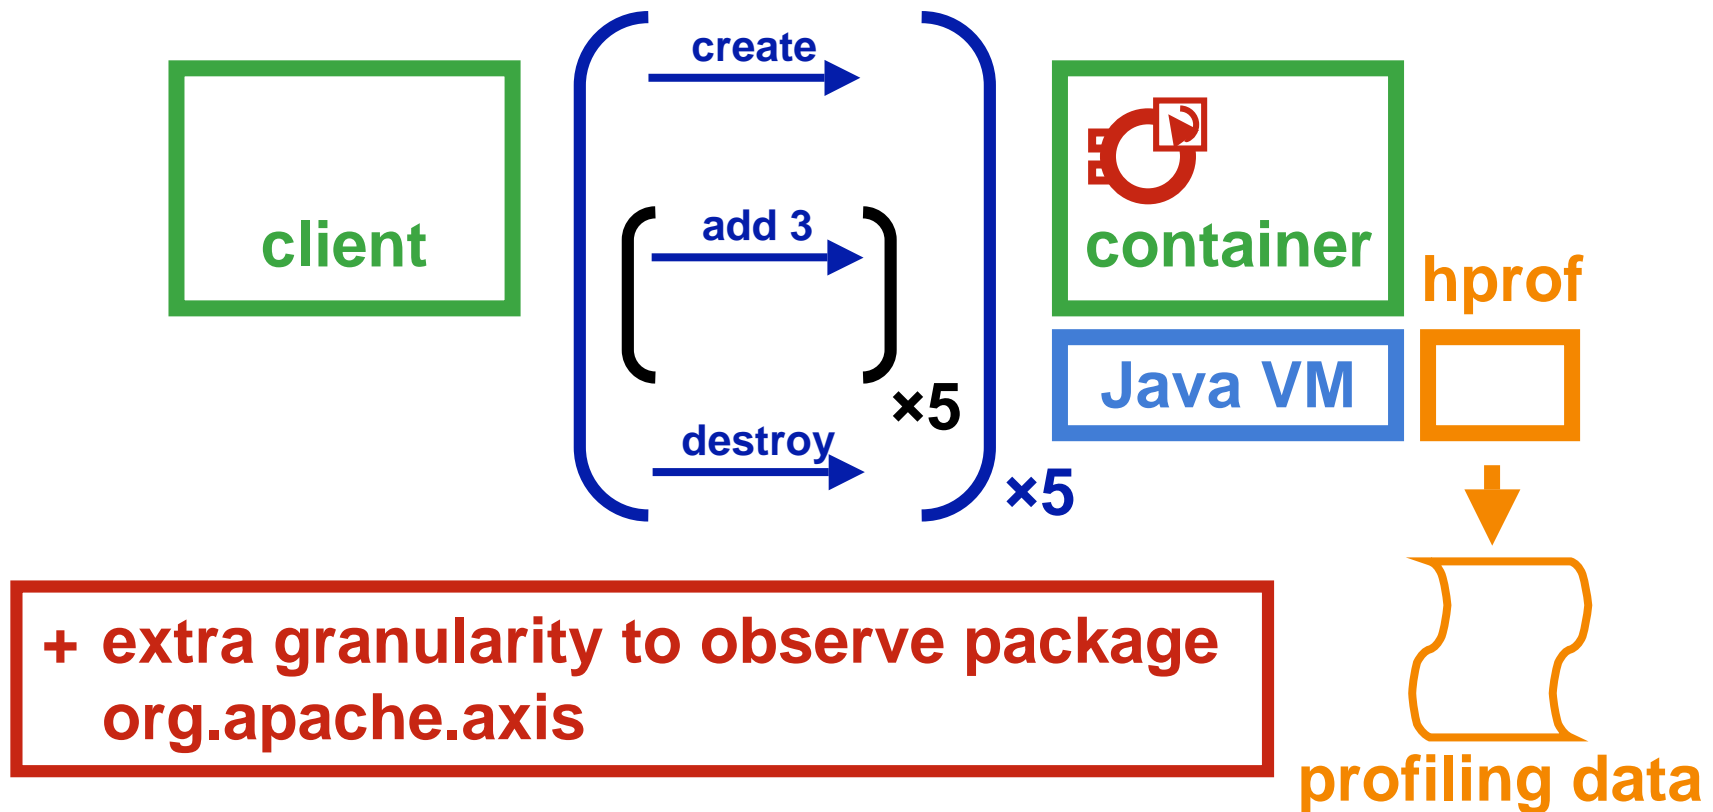 create
client
add 3
×5
destroy
×5
container
hprof
Java VM
+ extra granularity to observe package
org.apache.axis
profiling data